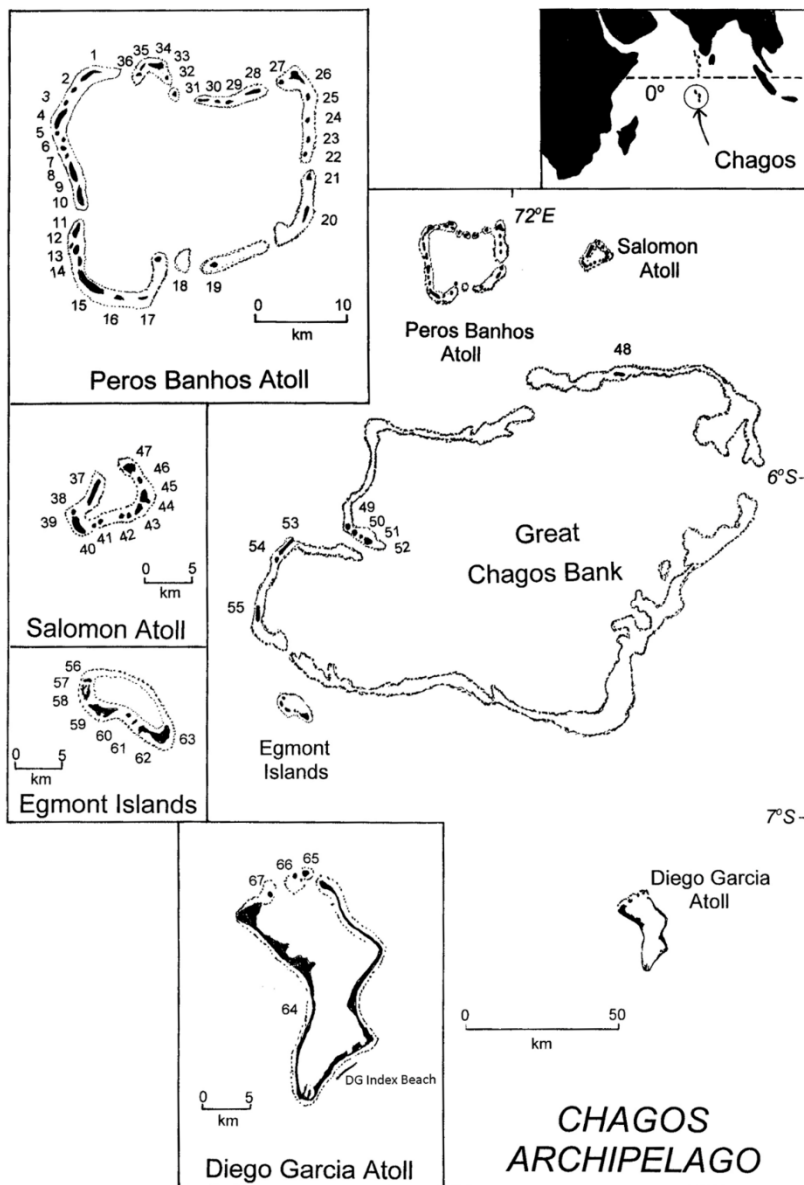 1
2
3
4
5
6
7
8
9
10
11
12
13
14
15
16
17
18
19
20
21
22
23
24
25
26
27
28
29
30
31
32
33
34
35
36
0 10
km
Peros Banhos Atoll
0°
Chagos
72°E
Salomon
Atoll
Peros Banhos
Atoll
48
6°S
49
50
51
52
53
54
55
Great
Chagos Bank
Egmont
Islands
7°S
37
38
39
40
41
42
43
44
45
46
47
0 5
km
Salomon Atoll
56
57
58
59
60
61
62
63
0 5
km
Egmont Islands
67
66
65
64
DG Index Beach
0 5
km
Diego Garcia Atoll
Diego Garcia
Atoll
0 50
km
CHAGOS
ARCHIPELAGO